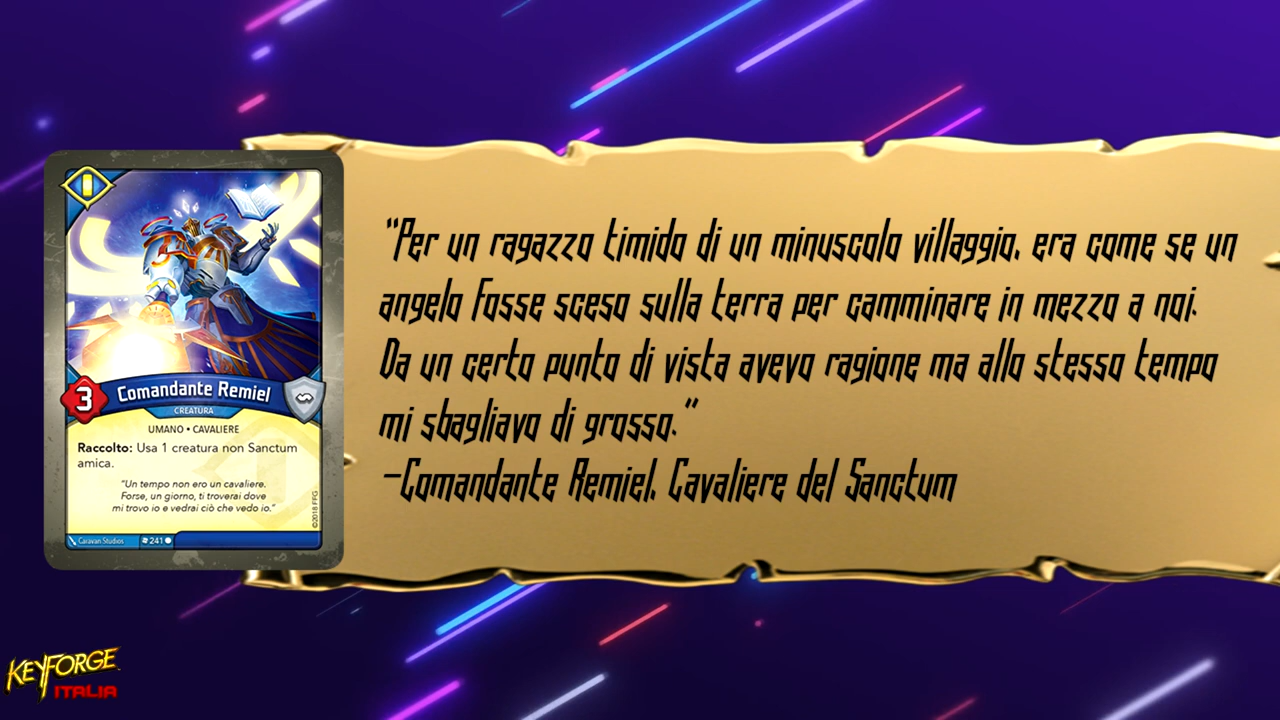 3
Comandante Remiel
CREATURA
UMANO • CAVALIERE
Raccolto: Usa 1 creatura non Sanctum
amica.
"Un tempo non ero un cavaliere.
Forse, un giorno, ti troverai dove
mi trovo io e vedrai ciò che vedo io."
©2018 FFG
Caravan Studios
241
"Per un ragazzo timido di un minuscolo villaggio, era come se un
angelo fosse sceso sulla terra per camminare in mezzo a noi.
Da un certo punto di vista avevo ragione ma allo stesso tempo
mi sbagliavo di grosso."
-Comandante Remiel, Cavaliere del Sanctum
KEYFORGE
ITALIA